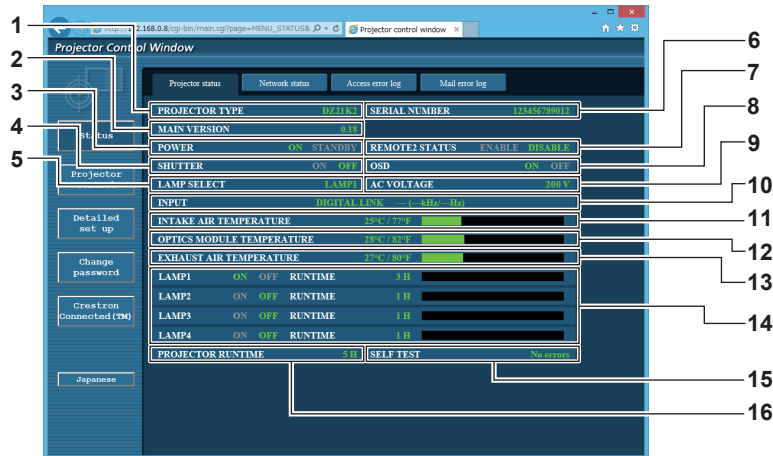 http://192.168.0.8/cgi-bin/main.cgi?page=MENU_STATUS& Projector control window ×
Projector Control Window
Projector status Network status Access error log Mail error log
PROJECTOR TYPE DZ21K2 SERIAL NUMBER 123456789012
MAIN VERSION 0.18
POWER ON STANDBY REMOTE2 STATUS ENABLE DISABLE
SHUTTER ON OFF OSD ON OFF
LAMP SELECT LAMP1 AC VOLTAGE 200 V
INPUT DIGITAL LINK — (—kHz/—Hz)
INTAKE AIR TEMPERATURE 25°C / 77°F
OPTICS MODULE TEMPERATURE 28°C / 82°F
EXHAUST AIR TEMPERATURE 27°C / 80°F
LAMP1 ON OFF RUNTIME 3 H
LAMP2 ON OFF RUNTIME 1 H
LAMP3 ON OFF RUNTIME 1 H
LAMP4 ON OFF RUNTIME 1 H
PROJECTOR RUNTIME 5 H SELF TEST No errors
Status
Projector
Detailed
set up
Change
password
Crestron
Connected(TM)
Japanese
1
2
3
4
5
6
7
8
9
10
11
12
13
14
15
16